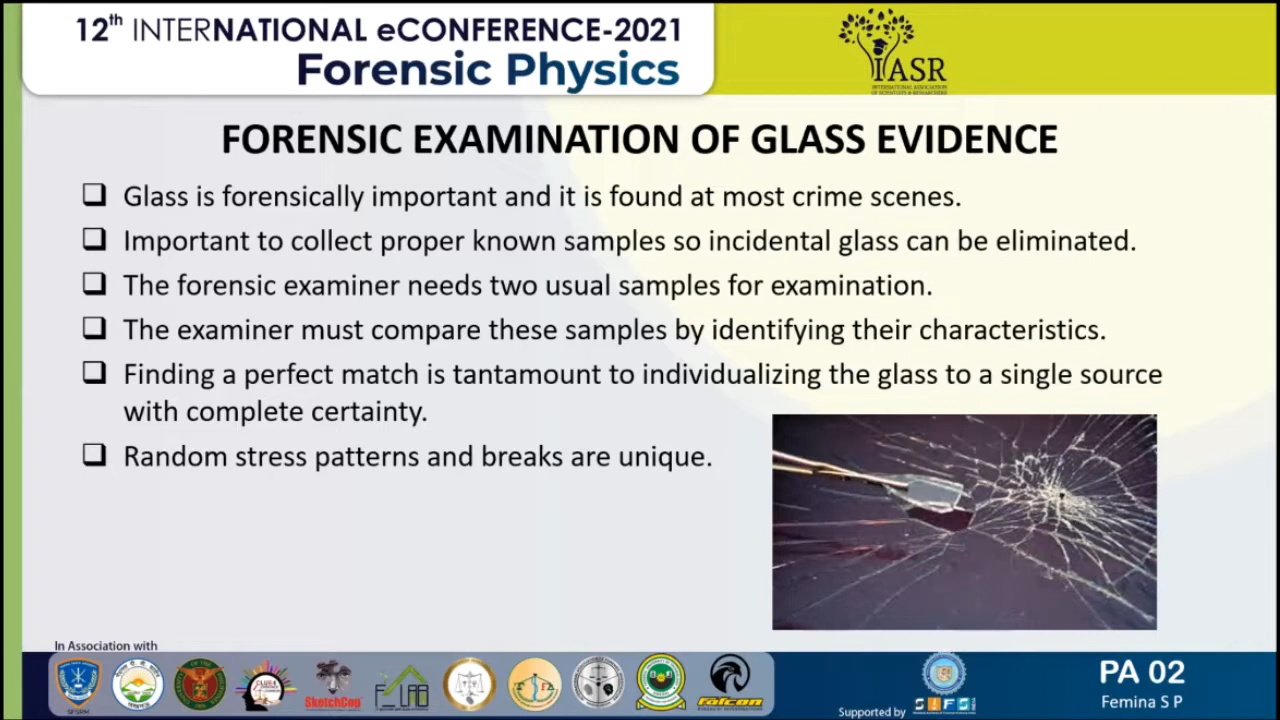 12th INTERNATIONAL eCONFERENCE-2021
Forensic Physics
IASR
INTERNATIONAL ASSOCIATION
OF SCIENTISTS & RESEARCHERS
FORENSIC EXAMINATION OF GLASS EVIDENCE
Glass is forensically important and it is found at most crime scenes.
Important to collect proper known samples so incidental glass can be eliminated.
The forensic examiner needs two usual samples for examination.
The examiner must compare these samples by identifying their characteristics.
Finding a perfect match is tantamount to individualizing the glass to a single source
with complete certainty.
Random stress patterns and breaks are unique.
In Association with
SketchCop
falcon
Supported by
SIFS
PA 02
Femina S P